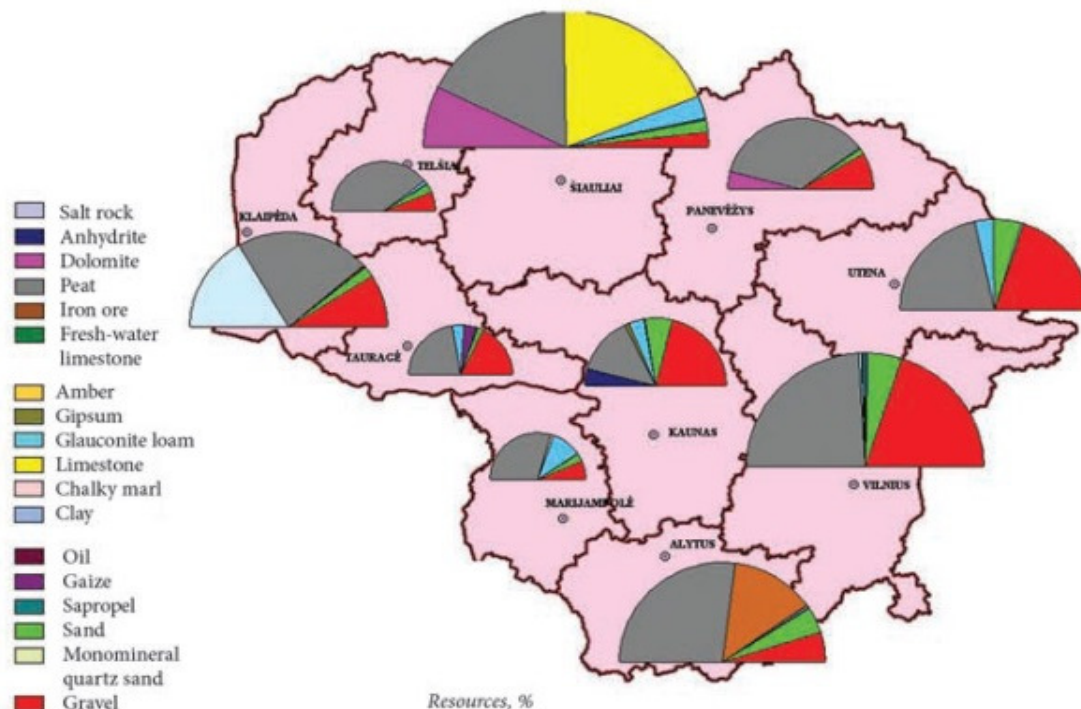 TELŠIAI
ŠIAULIAI
KLAIPĖDA
PANEVĖŽYS
UTENA
TAURAGĖ
KAUNAS
VILNIUS
MARIJAMPOLĖ
ALYTUS
Salt rock
Anhydrite
Dolomite
Peat
Iron ore
Fresh-water
limestone
Amber
Gipsum
Glauconite loam
Limestone
Chalky marl
Clay
Oil
Gaize
Sapropel
Sand
Monomineral
quartz sand
Gravel
Resources, %